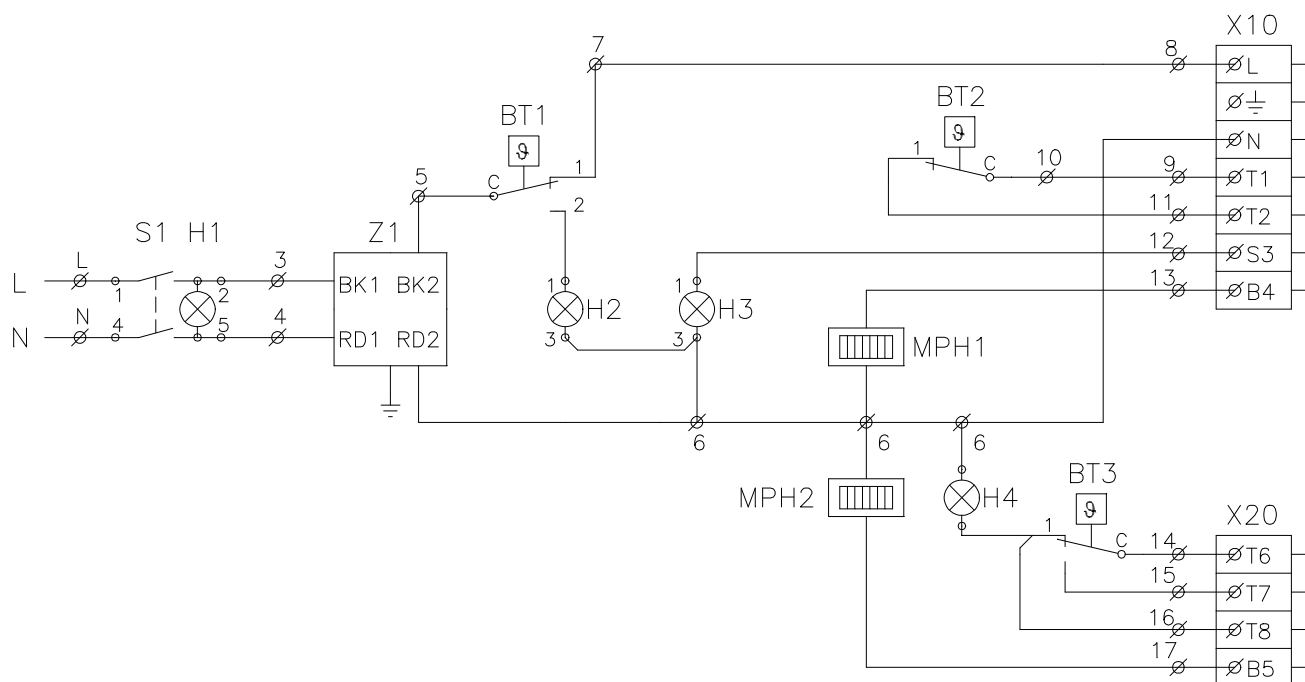 X10
7
8
L
BT1
ϑ
BT2
ϑ
N
1
C
10
9
T1
5
C
1
2
11
T2
S1 H1
Z1
12
S3
L
L
1
2
3
BK1 BK2
1
H2
1
H3
13
B4
N
N
4
5
4
RD1 RD2
3
3
MPH1
6
6
6
MPH2
H4
BT3
ϑ
X20
1
C
14
T6
15
T7
16
T8
17
B5